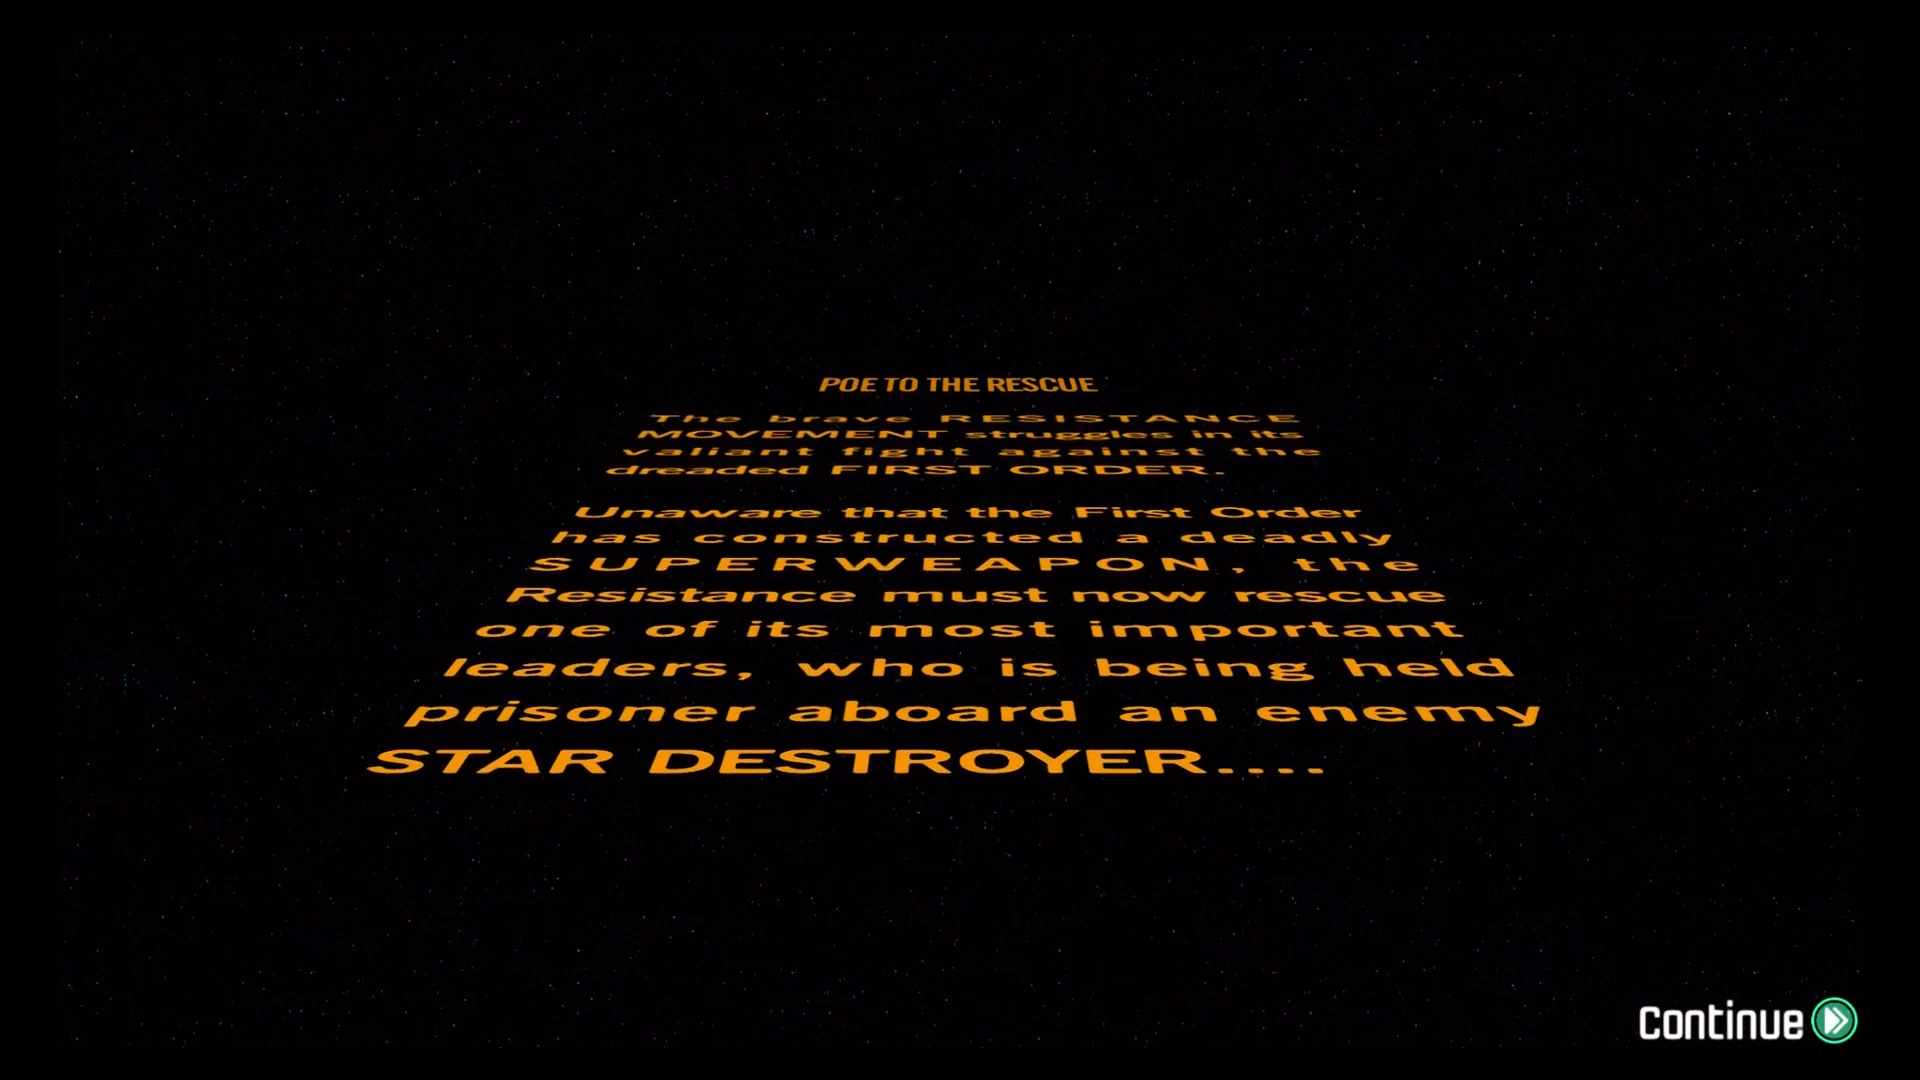 POE TO THE RESCUE
The brave RESISTANCE
MOVEMENT struggles in its
valiant fight against the
dreaded FIRST ORDER.
Unaware that the First Order
has constructed a deadly
SUPERWEAPON, the
Resistance must now rescue
one of its most important
leaders, who is being held
prisoner aboard an enemy
STAR DESTROYER....
Continue